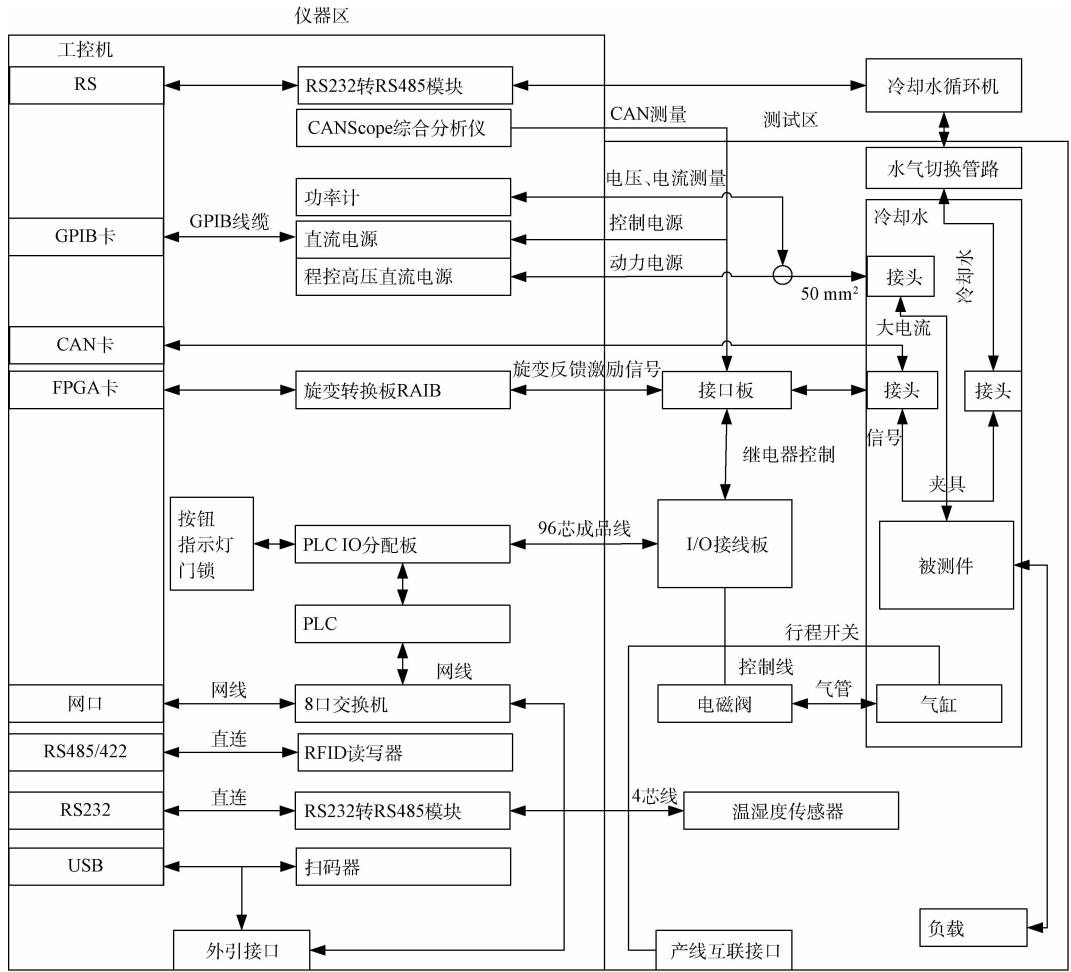 仪器区
工控机
RS
RS232转RS485模块
冷却水循环机
CANScope综合分析仪
CAN测量
测试区
水气切换管路
功率计
电压、电流测量
冷却水
GPIB卡
GPIB线缆
直流电源
控制电源
程控高压直流电源
动力电源
50 mm²
接头
冷却水
大电流
CAN卡
FPGA卡
旋变转换板RAIB
旋变反馈激励信号
接口板
接头
接头
信号
继电器控制
夹具
按钮
指示灯
门锁
PLC IO分配板
96芯成品线
I/O接线板
被测件
PLC
行程开关
网线
控制线
网口
网线
8口交换机
电磁阀
气管
气缸
RS485/422
直连
RFID读写器
RS232
直连
RS232转RS485模块
4芯线
温湿度传感器
USB
扫码器
外引接口
产线互联接口
负载